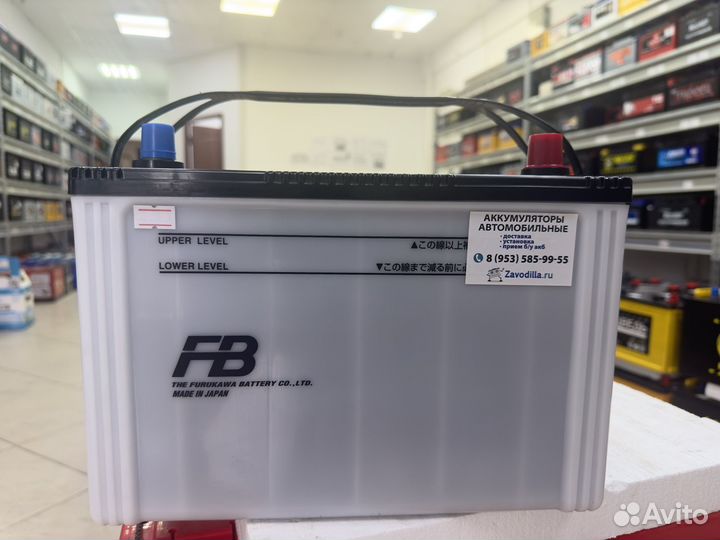 АККУМУЛЯТОРЫ
АВТОМОБИЛЬНЫЕ
- доставка
- установка
- прием б/у акб
8 (953) 585-99-55
Zavodilla.ru
UPPER LEVEL ▲この線以上補
LOWER LEVEL ▼この線まで減る前に
FB
THE FURUKAWA BATTERY CO.,LTD.
MADE IN JAPAN
Avito